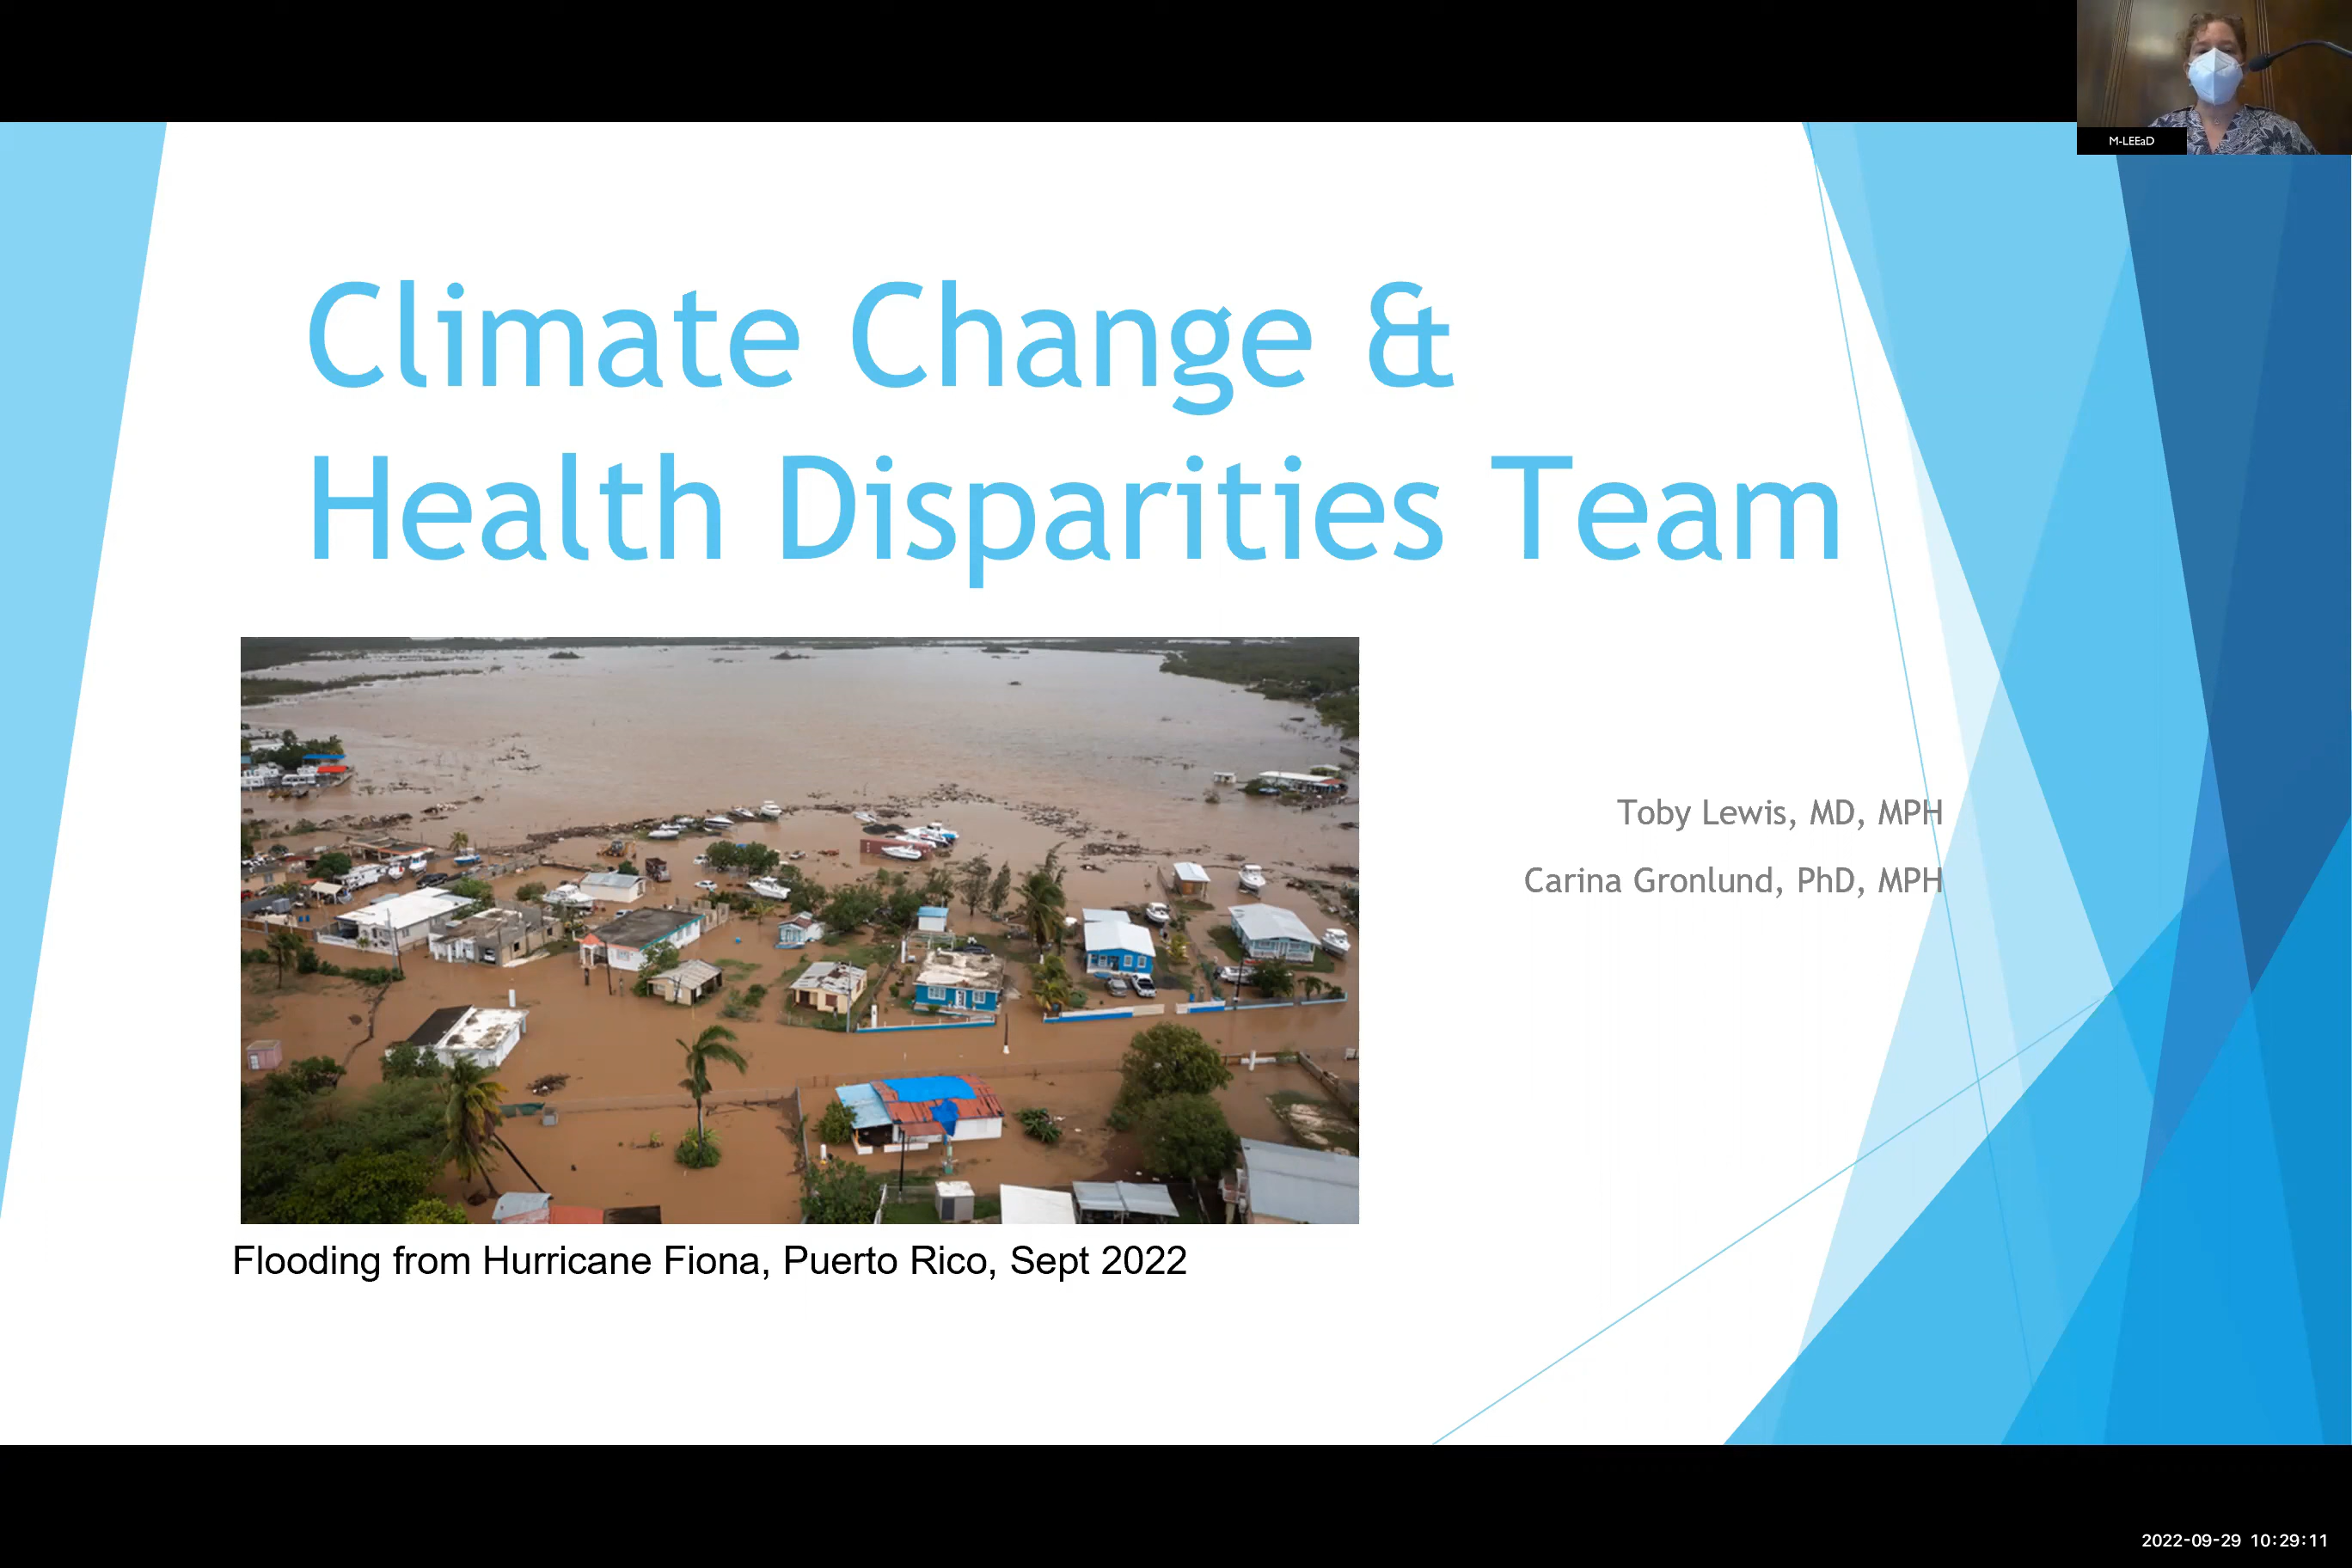 M-LEEaD
Climate Change &
Health Disparities Team
Toby Lewis, MD, MPH
Carina Gronlund, PhD, MPH
Flooding from Hurricane Fiona, Puerto Rico, Sept 2022
2022-09-29 10:29:11